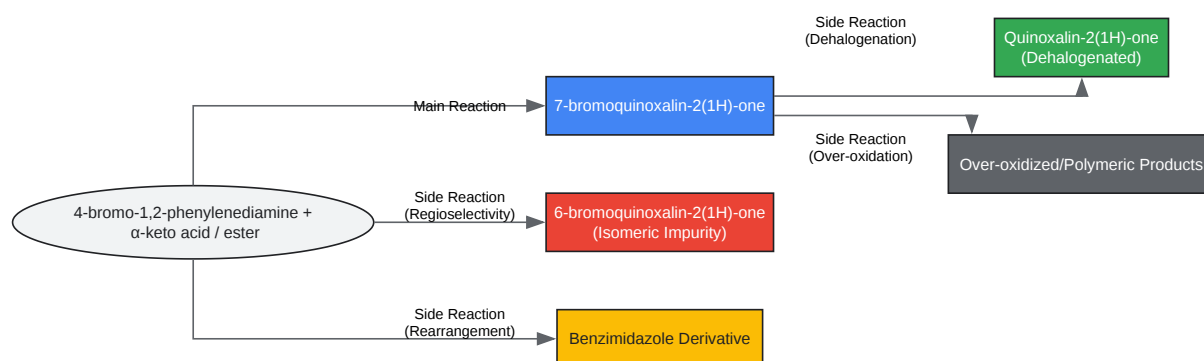 Side Reaction
(Dehalogenation)
Quinoxalin-2(1H)-one
(Dehalogenated)
Main Reaction
7-bromoquinoxalin-2(1H)-one
Side Reaction
(Over-oxidation)
Over-oxidized/Polymeric Products
4-bromo-1,2-phenylenediamine +
α-keto acid / ester
Side Reaction
(Regioselectivity)
6-bromoquinoxalin-2(1H)-one
(Isomeric Impurity)
Side Reaction
(Rearrangement)
Benzimidazole Derivative